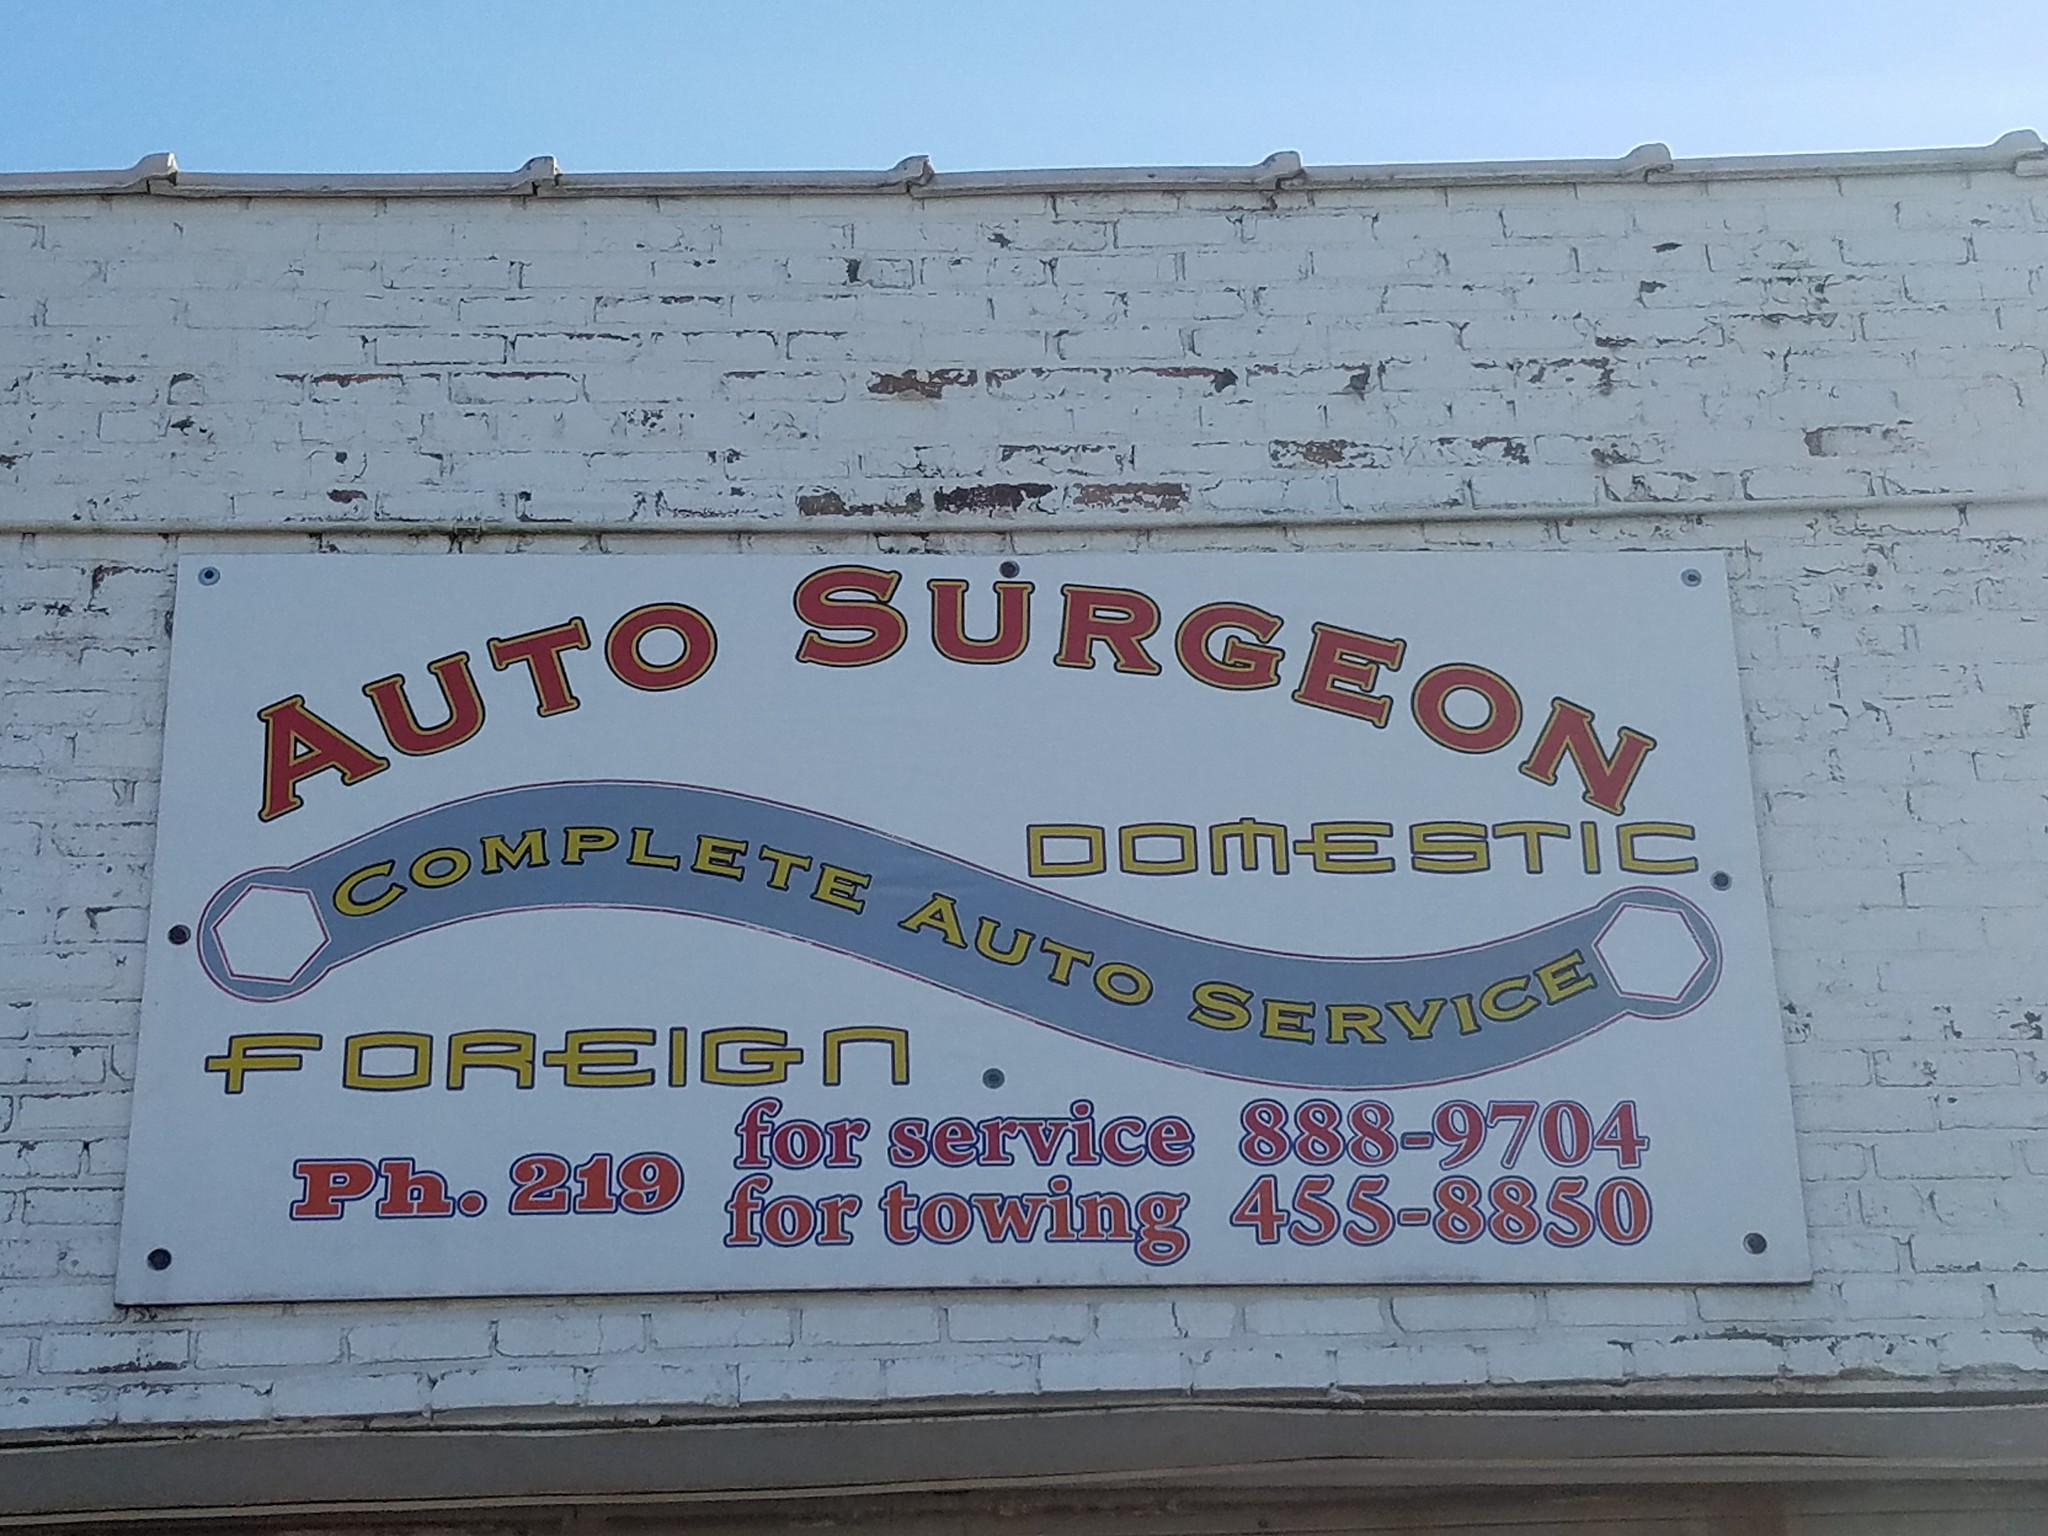 AUTO SURGEON
DOMESTIC
COMPLETE AUTO SERVICE
FOREIGN
Ph. 219
for service 888-9704
for towing 455-8850